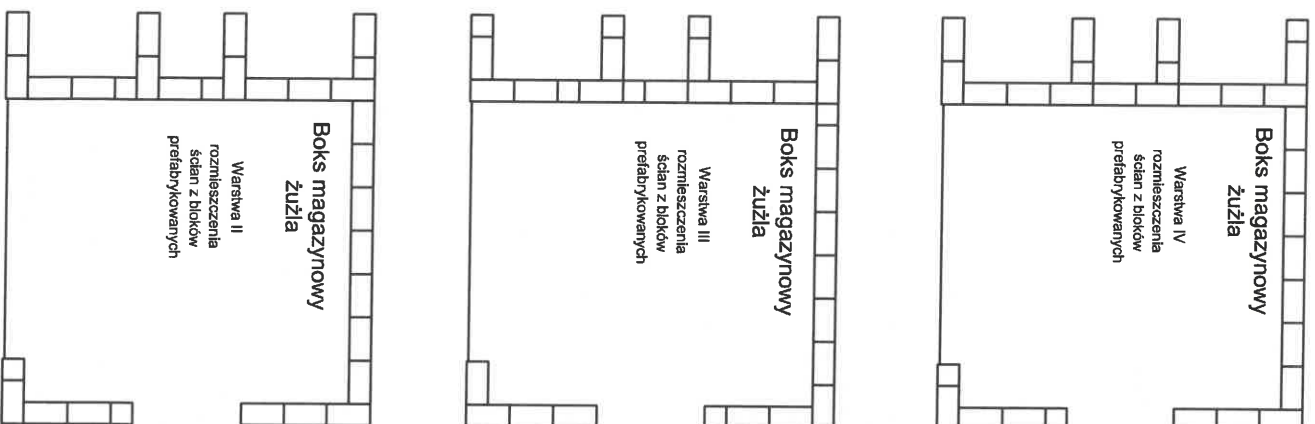 Boks magazynowy
żużla
Warstwa II
rozmieszczenia
ścian z bloków
prefabrykowanych
Boks magazynowy
żużla
Warstwa III
rozmieszczenia
ścian z bloków
prefabrykowanych
Boks magazynowy
żużla
Warstwa IV
rozmieszczenia
ścian z bloków
prefabrykowanych